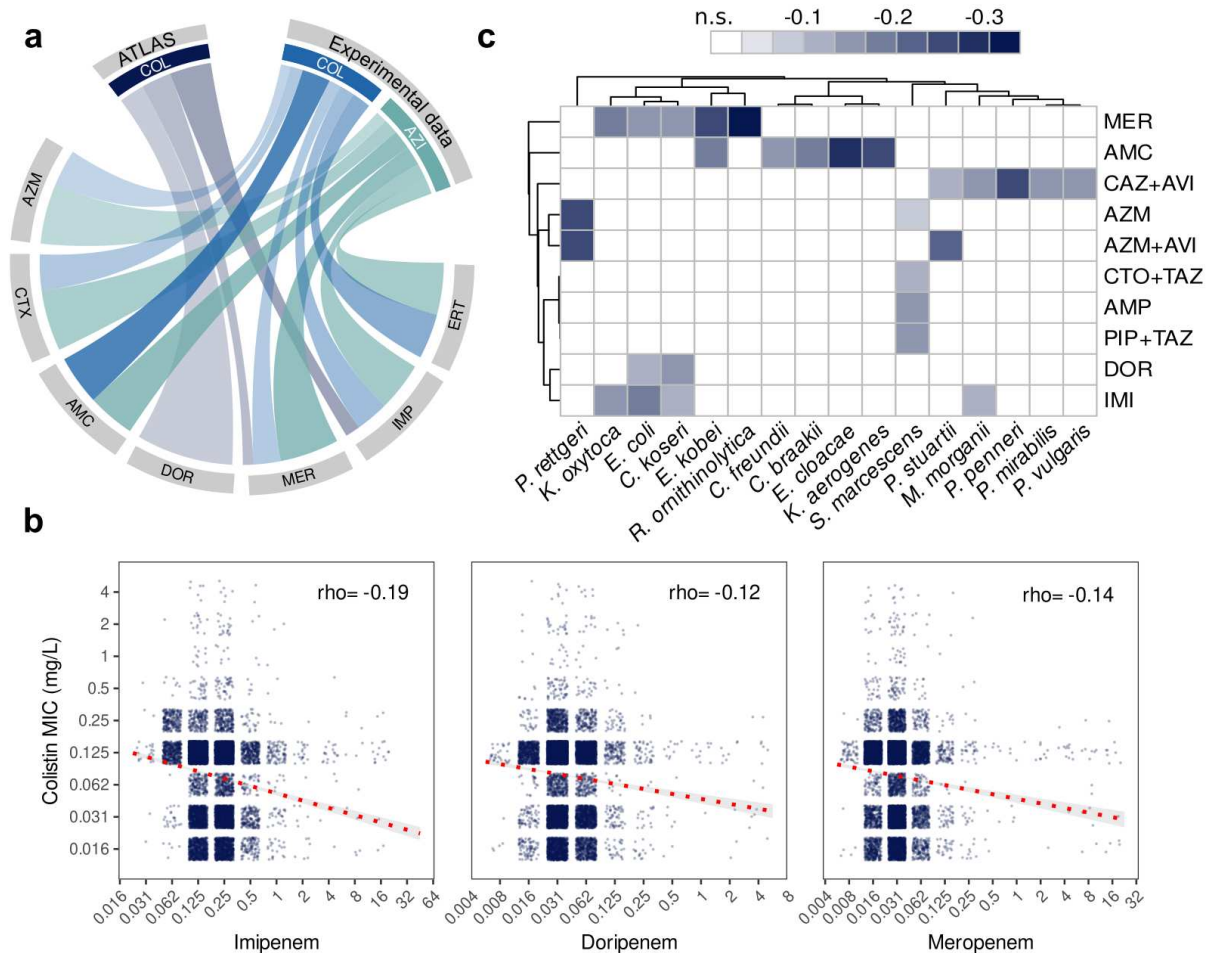 a
ATLAS
COL
Experimental data
COL
AZI
AZM
CTX
AMC
DOR
MER
IMP
ERT
c
n.s. -0.1 -0.2 -0.3
MER
AMC
CAZ+AVI
AZM
AZM+AVI
CTO+TAZ
AMP
PIP+TAZ
DOR
IMI
P. rettgeri
K. oxytoca
E. coli
C. koseri
E. kobei
R. ornithinolytica
C. freundii
C. braakii
E. cloacae
K. aerogenes
S. marcescens
P. stuartii
M. morganii
P. penneri
P. mirabilis
P. vulgaris
b
Colistin MIC (mg/L)
4
2
1
0.5
0.25
0.125
0.062
0.031
0.016
rho= -0.19
0.016 0.031 0.062 0.125 0.25 0.5 1 2 4 8 16 32 64
Imipenem
rho= -0.12
0.004 0.008 0.016 0.031 0.062 0.125 0.25 0.5 1 2 4 8
Doripenem
rho= -0.14
0.004 0.008 0.016 0.031 0.062 0.125 0.25 0.5 1 2 4 8 16 32
Meropenem